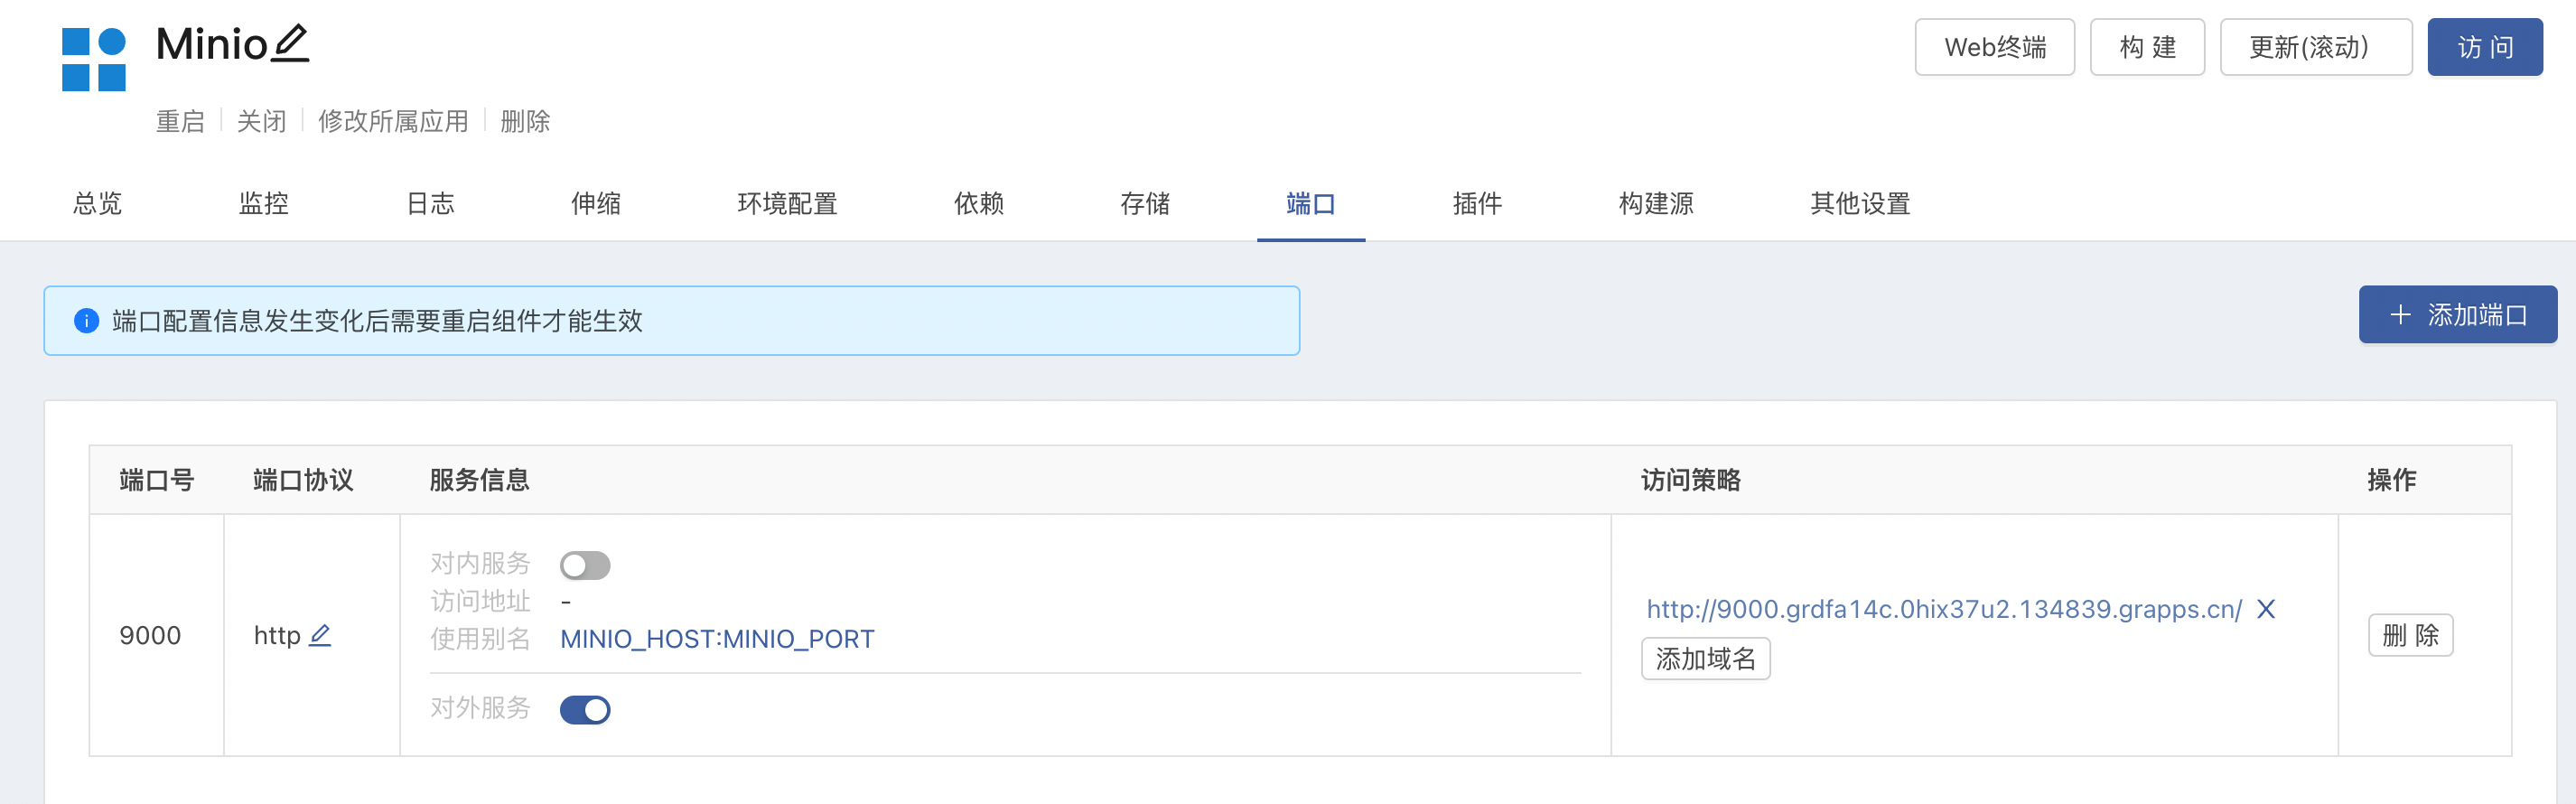 Minio
Web终端 构 建 更新(滚动) 访 问
重启 关闭 修改所属应用 删除
总览 监控 日志 伸缩 环境配置 依赖 存储 端口 插件 构建源 其他设置
端口配置信息发生变化后需要重启组件才能生效
+ 添加端口
端口号 端口协议 服务信息 访问策略 操作
9000 http
对内服务
访问地址 -
使用别名 MINIO_HOST:MINIO_PORT
对外服务
http://9000.grdfa14c.0hix37u2.134839.grapps.cn/ X
添加域名
删 除